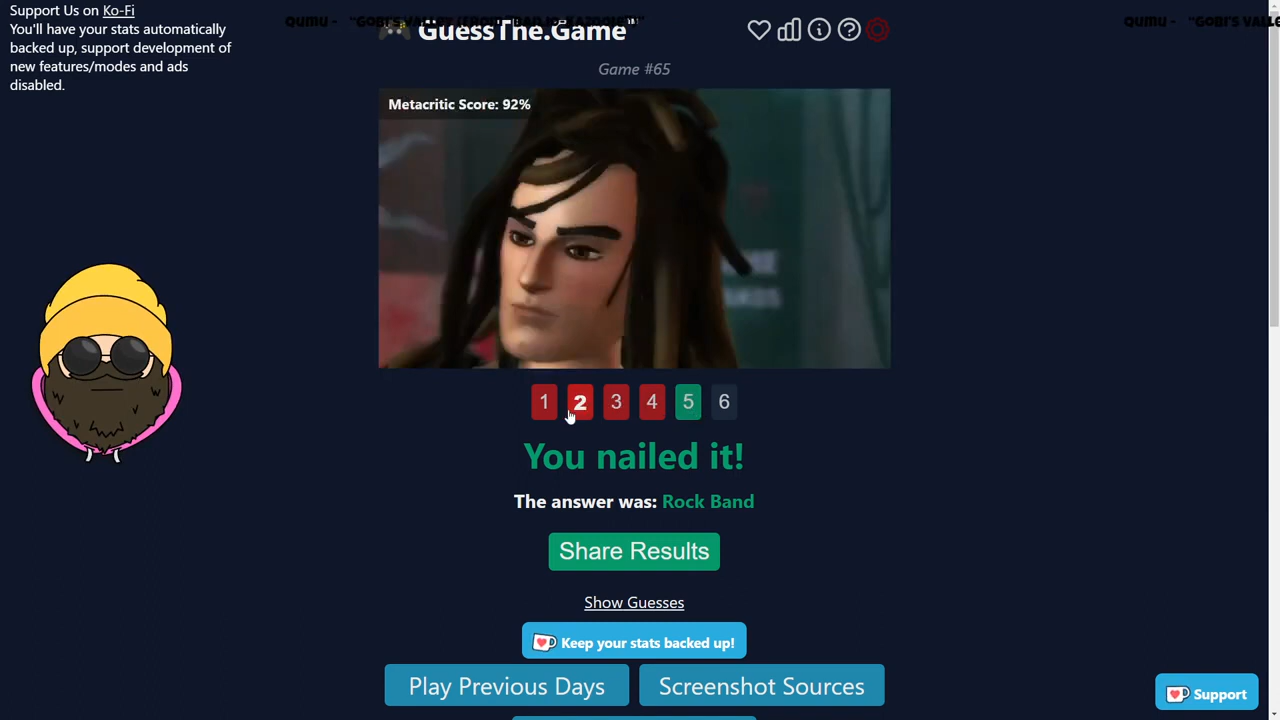 Support Us on Ko-Fi
You'll have your stats automatically
backed up, support development of
new features/modes and ads
disabled.
GuessThe.Game
Game #65
Metacritic Score: 92%
1 2 3 4 5 6
You nailed it!
The answer was: Rock Band
Share Results
Show Guesses
Keep your stats backed up!
Play Previous Days
Screenshot Sources
Support